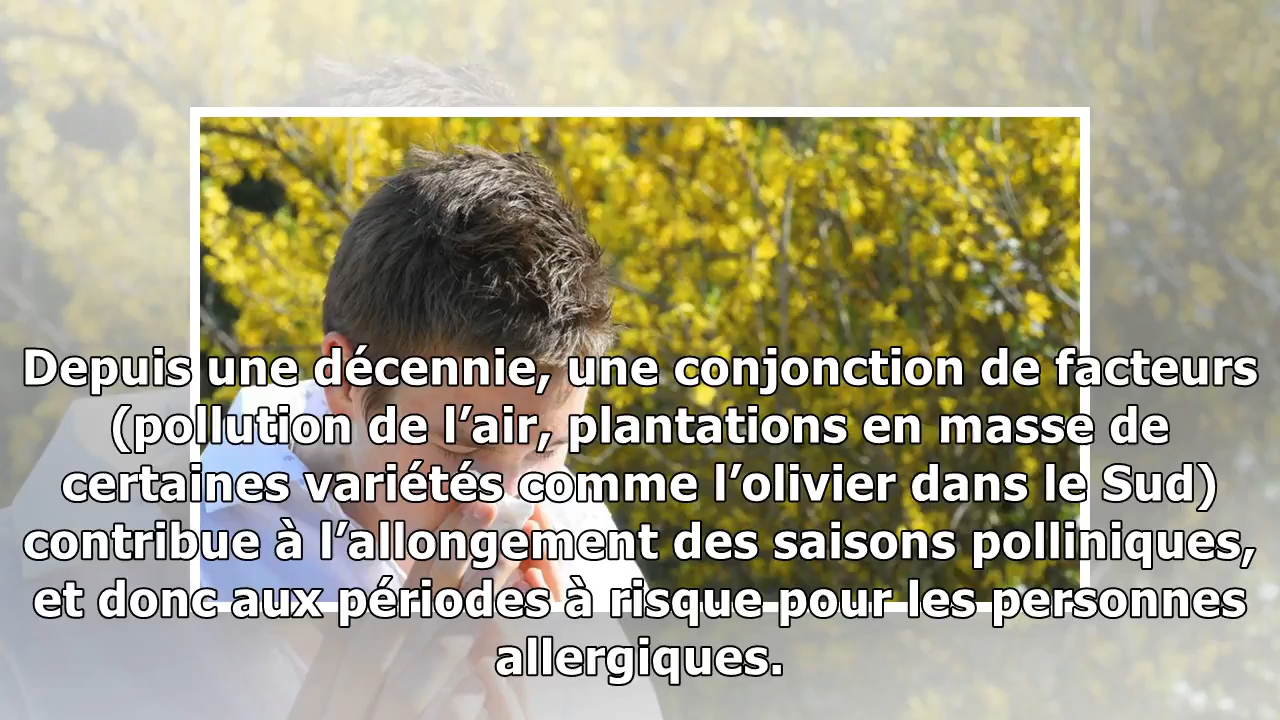 Depuis une décennie, une conjonction de facteurs
(pollution de l’air, plantations en masse de
certaines variétés comme l’olivier dans le Sud)
contribue à l’allongement des saisons polliniques,
et donc aux périodes à risque pour les personnes
allergiques.